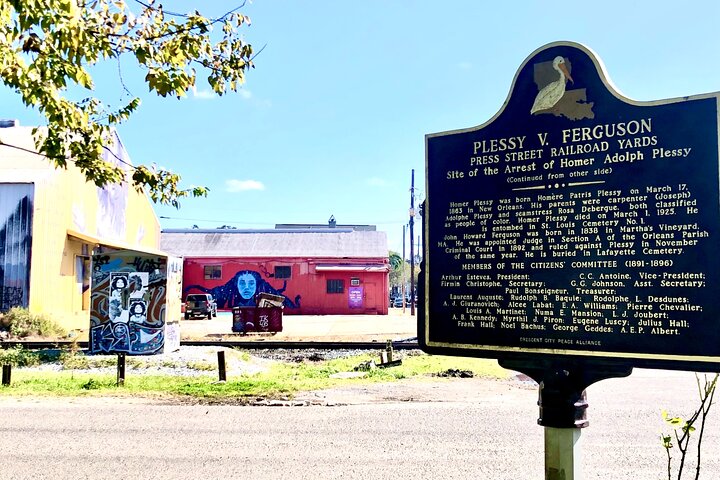 PLESSY V. FERGUSON
PRESS STREET RAILROAD YARDS
Site of the Arrest of Homer Adolph Plessy
(Continued from other side)
Homer Plessy was born Homère Patris Plessy on March 17,
1863 in New Orleans. His parents were carpenter (Joseph)
Adolphe Plessy and seamstress Rosa Debergue, both classified
as people of color. Homer Plessy died on March 1, 1925. He
is entombed in St. Louis Cemetery No. 1.
John Howard Ferguson was born in 1838 in Martha's Vineyard,
MA. He was appointed Judge in Section A of the Orleans Parish
Criminal Court in 1892 and ruled against Plessy in November
of the same year. He is buried in Lafayette Cemetery.
MEMBERS OF THE CITIZENS' COMMITTEE (1891-1896)
Arthur Esteves, President; C.C. Antoine, Vice-President;
Firmin Christophe, Secretary; G.G. Johnson, Asst. Secretary;
Paul Bonseigneur, Treasurer;
Laurent Auguste; Rudolph B. Baquie; Rodolphe L. Desdunes;
A. J. Giuranovich; Alcee Labat; E.A. Williams; Pierre Chevalier;
Louis A. Martinet; Numa E. Mansion; L. J. Joubert;
A. B. Kennedy; Myrthil J. Piron; Eugene Luscy; Julius Hall;
Frank Hall; Noel Bachus; George Geddes; A.E.P. Albert.
CRESCENT CITY PEACE ALLIANCE